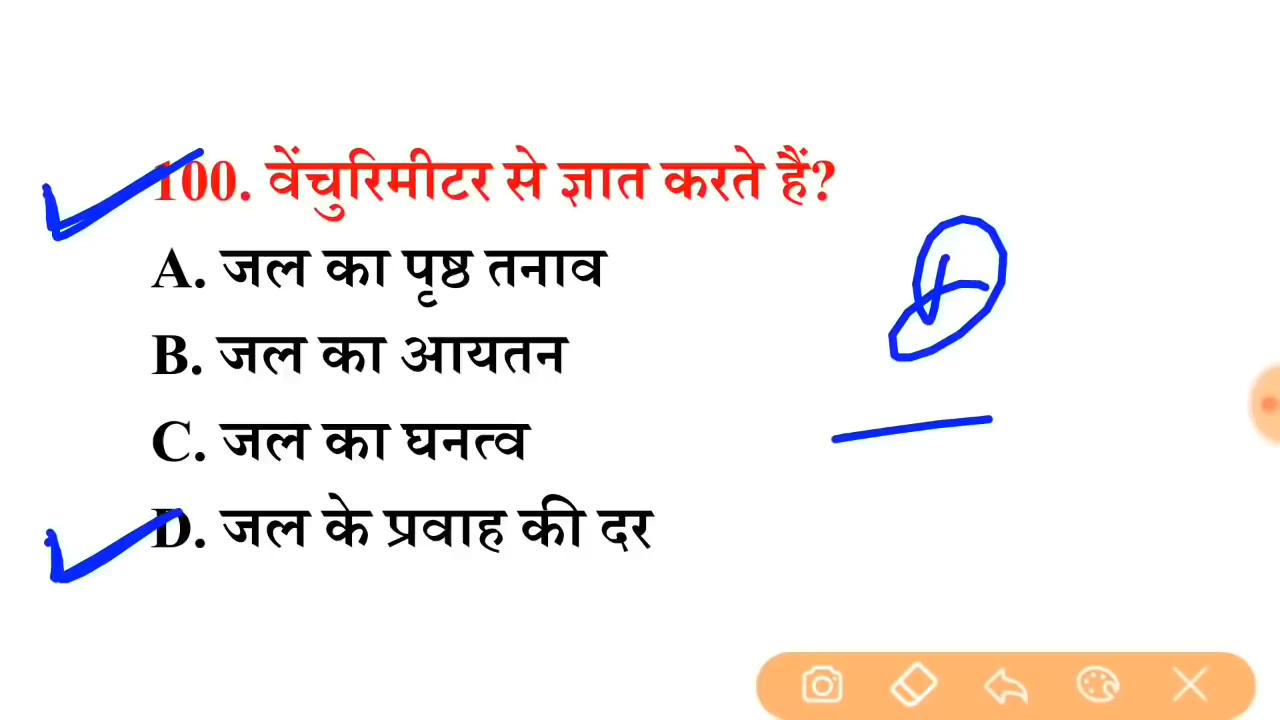 100. वेंचुरिमीटर से ज्ञात करते हैं?
A. जल का पृष्ठ तनाव
B. जल का आयतन
C. जल का घनत्व
D. जल के प्रवाह की दर